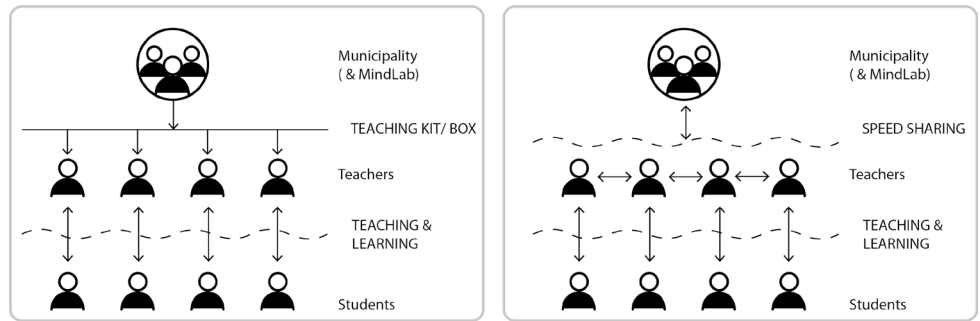 Municipality
( & MindLab)
TEACHING KIT/ BOX
Teachers
TEACHING &
LEARNING
Students
Municipality
( & MindLab)
SPEED SHARING
Teachers
TEACHING &
LEARNING
Students